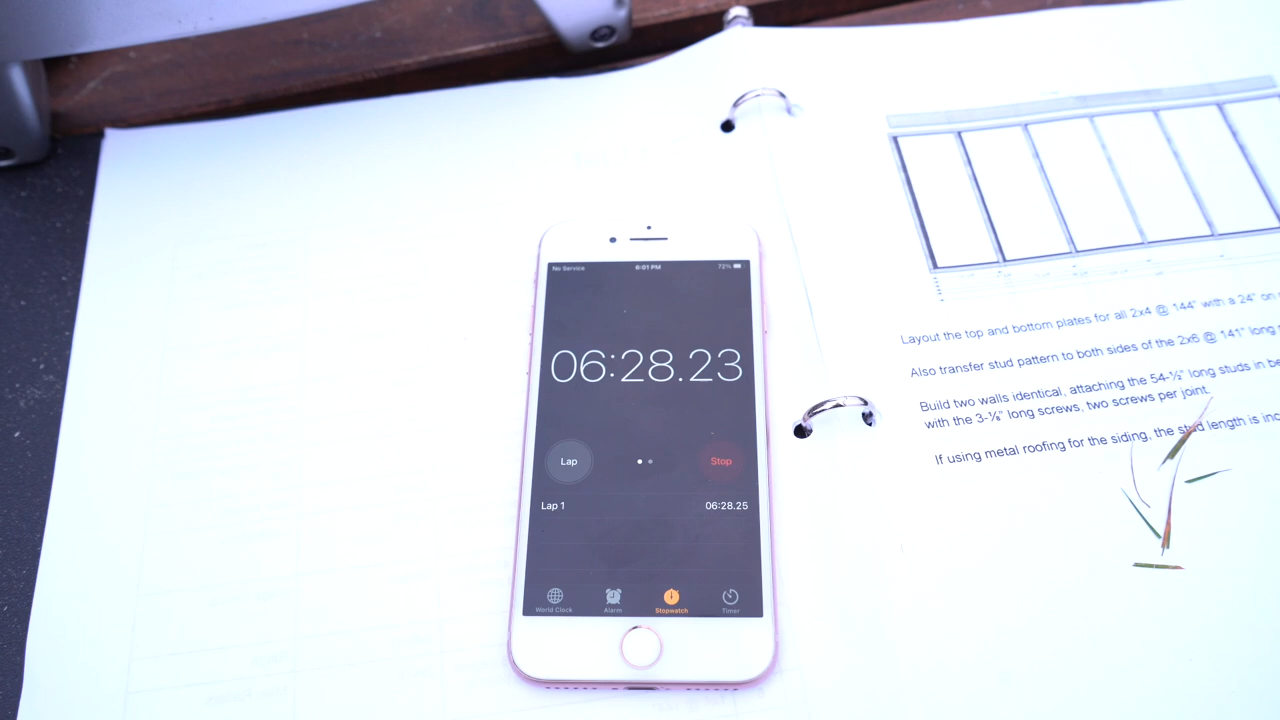 No Service 6:01 PM 72%
06:28.23
Lap Stop
Lap 1 06:28.25
World Clock Alarm Stopwatch Timer
Layout the top and bottom plates for all 2x4 @ 144" with a 24" on
Also transfer stud pattern to both sides of the 2x6 @ 141" long
Build two walls identical, attaching the 54-½" long studs in
with the 3-⅛" long screws, two screws per joint.
If using metal roofing for the siding, the stud length is